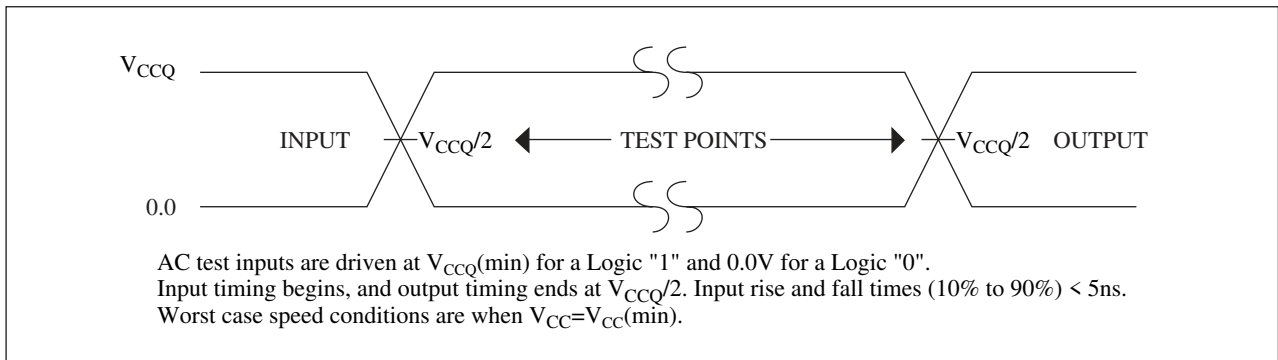 VCCQ
INPUT VCCQ/2 TEST POINTS VCCQ/2 OUTPUT
0.0
AC test inputs are driven at VCCQ(min) for a Logic "1" and 0.0V for a Logic "0".
Input timing begins, and output timing ends at VCCQ/2. Input rise and fall times (10% to 90%) < 5ns.
Worst case speed conditions are when VCC=VCC(min).